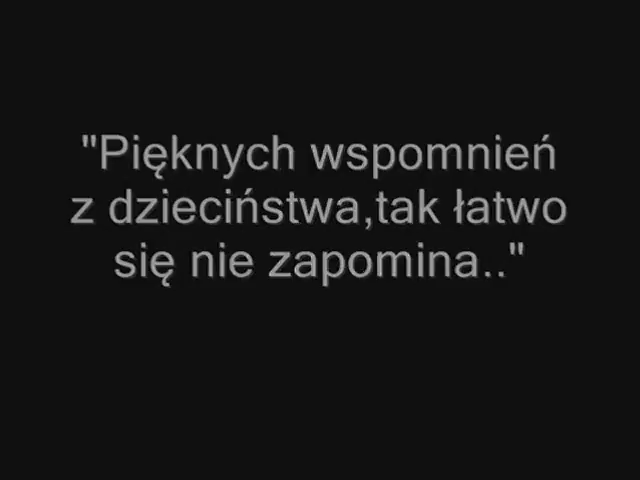 "Pięknych wspomnień
z dzieciństwa,tak łatwo
się nie zapomina.."